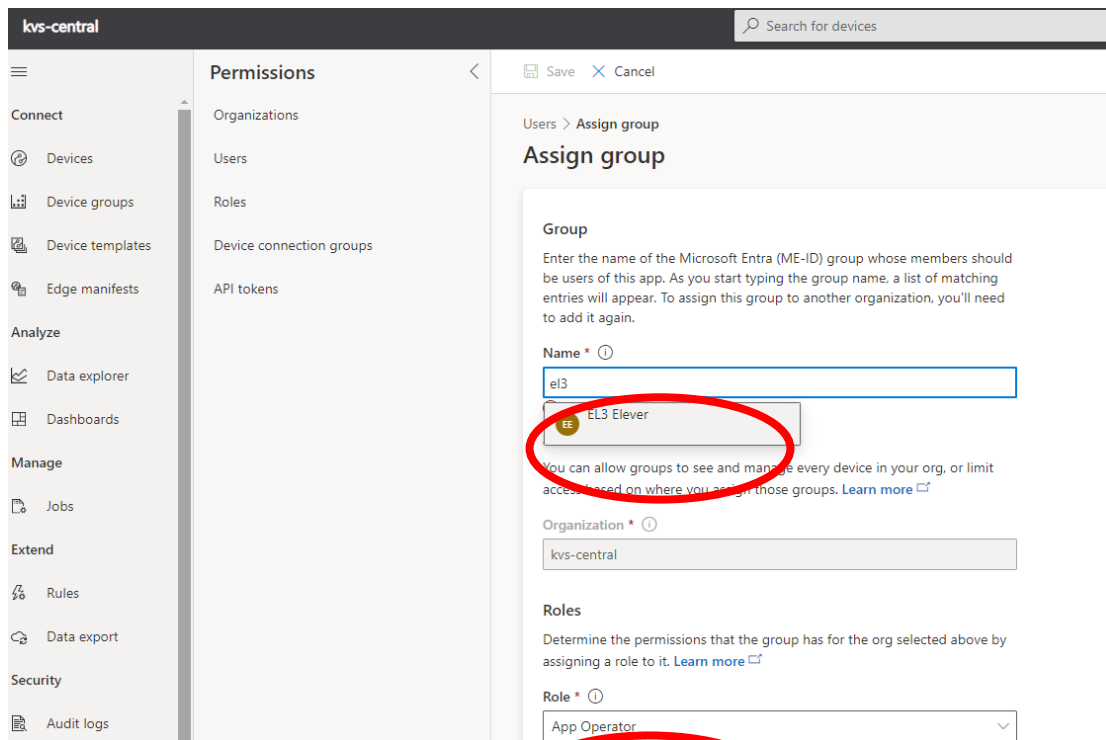 kvs-central
Search for devices
Permissions
Save
Cancel
Connect
Devices
Device groups
Device templates
Edge manifests
Analyze
Data explorer
Dashboards
Manage
Jobs
Extend
Rules
Data export
Security
Audit logs
Organizations
Users
Roles
Device connection groups
API tokens
Users > Assign group
Assign group
Group
Enter the name of the Microsoft Entra (ME-ID) group whose members should
be users of this app. As you start typing the group name, a list of matching
entries will appear. To assign this group to another organization, you'll need
to add it again.
Name *
el3
EE
EL3 Elever
You can allow groups to see and manage every device in your org, or limit
access based on where you assign those groups. Learn more
Organization *
kvs-central
Roles
Determine the permissions that the group has for the org selected above by
assigning a role to it. Learn more
Role *
App Operator